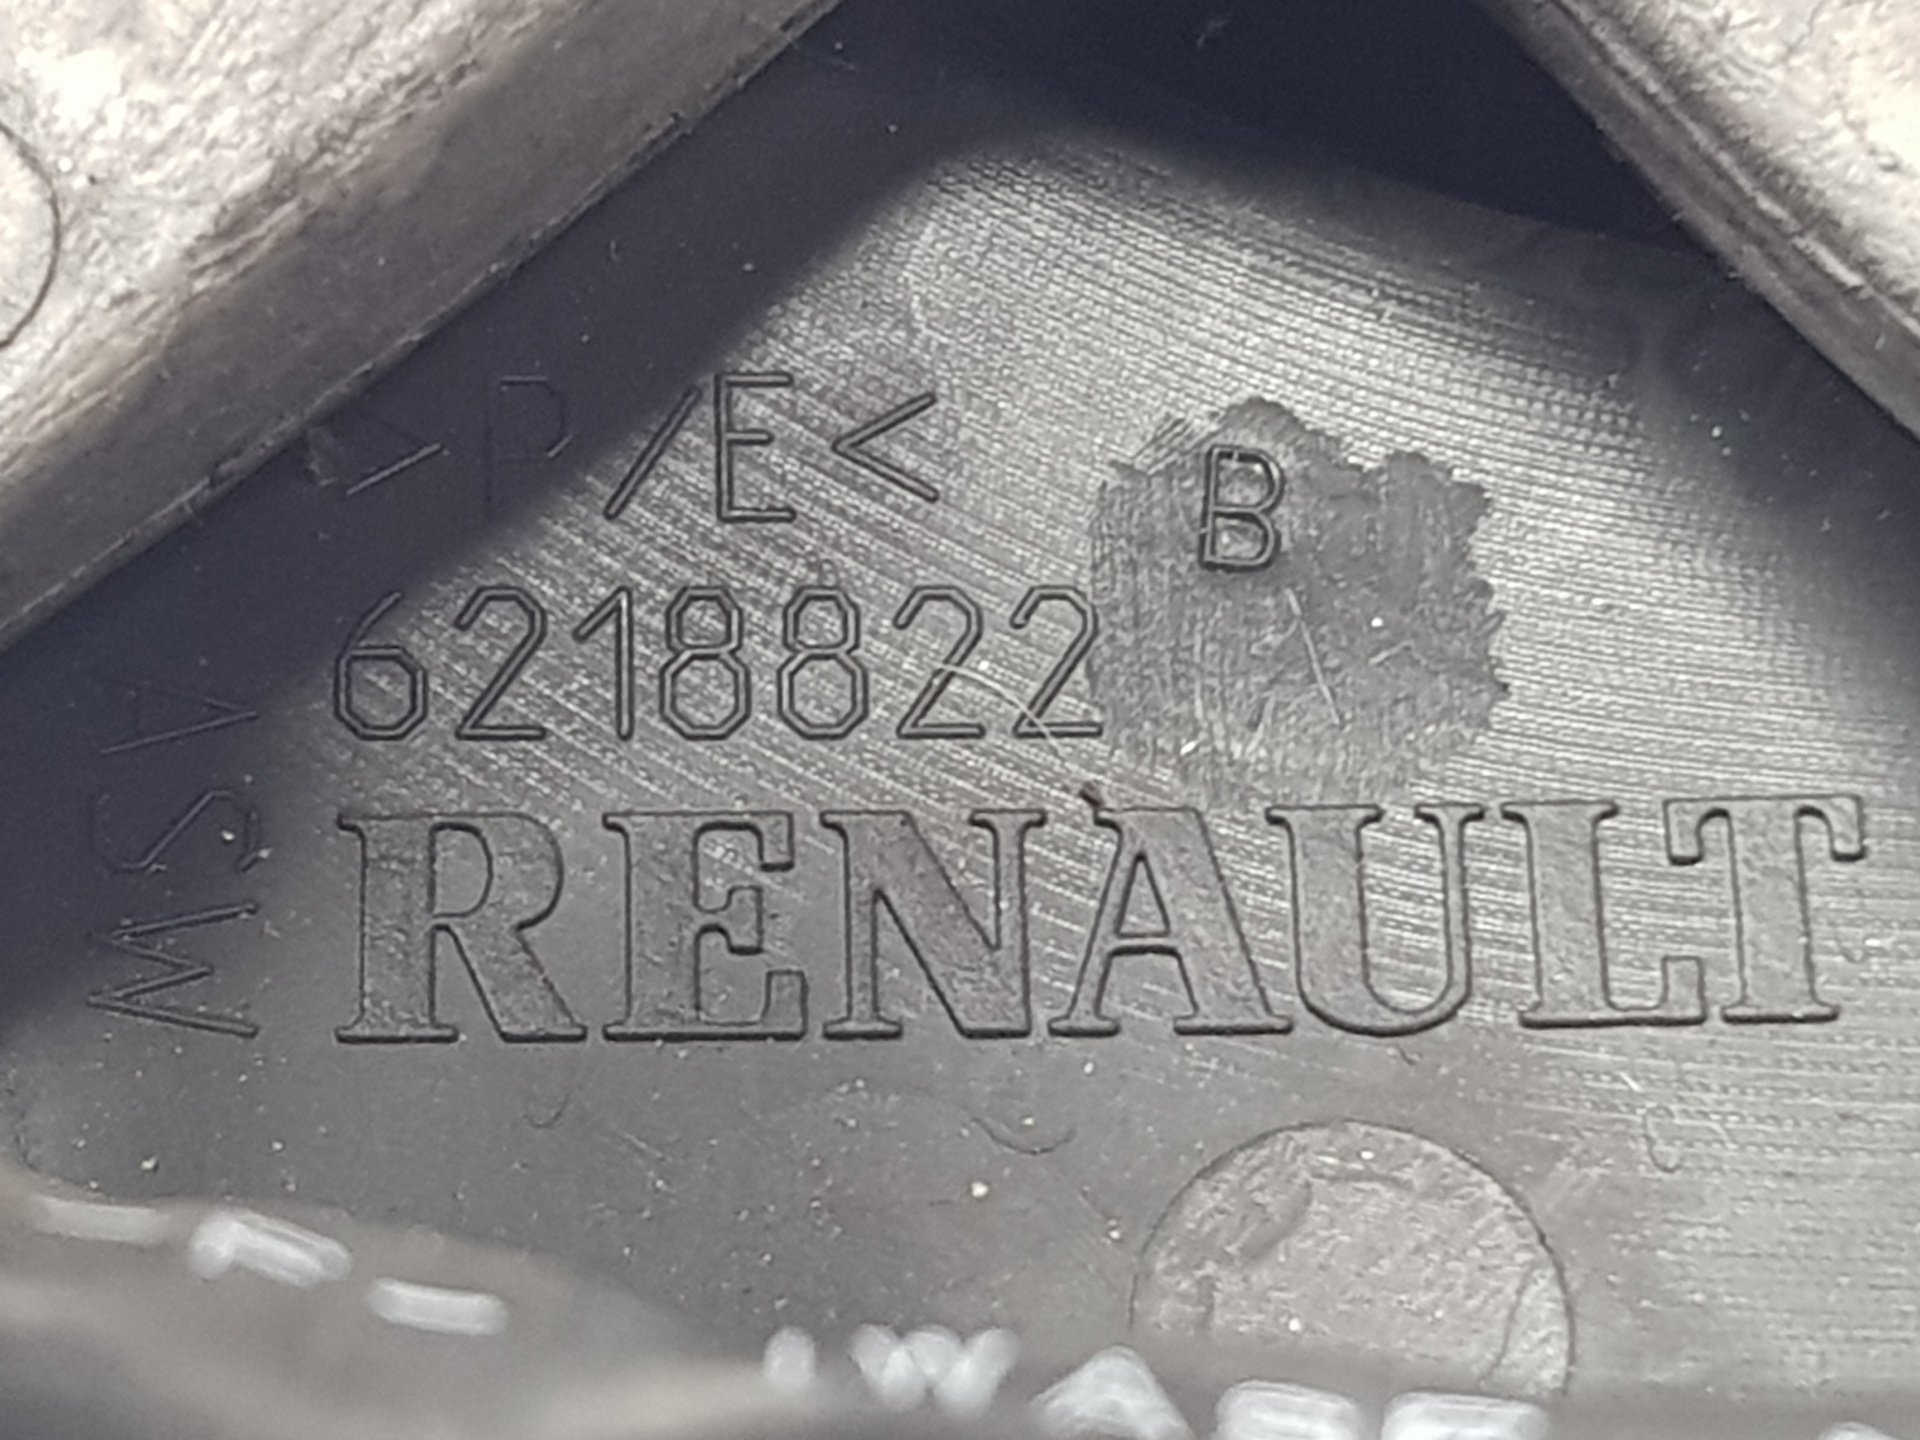 >P/E<
B
6218822
RENAULT